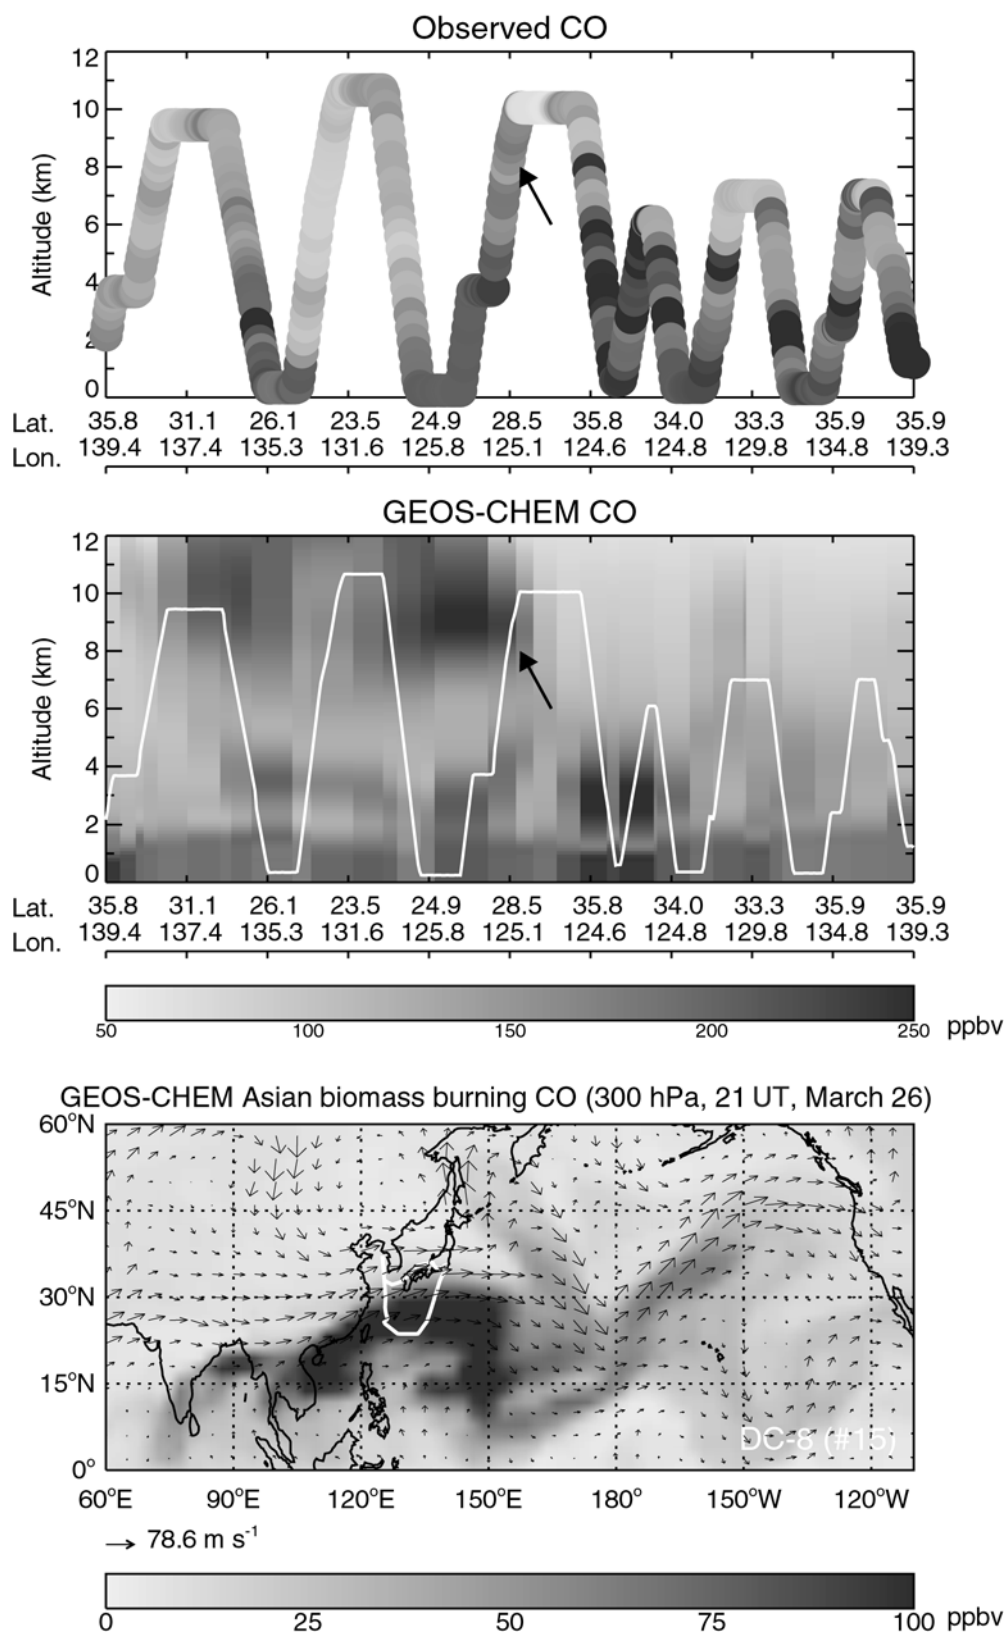 Observed CO
12
10
8
6
4
2
0
Altitude (km)
Lat. 35.8 31.1 26.1 23.5 24.9 28.5 35.8 34.0 33.3 35.9 35.9
Lon. 139.4 137.4 135.3 131.6 125.8 125.1 124.6 124.8 129.8 134.8 139.3
GEOS-CHEM CO
12
10
8
6
4
2
0
Altitude (km)
Lat. 35.8 31.1 26.1 23.5 24.9 28.5 35.8 34.0 33.3 35.9 35.9
Lon. 139.4 137.4 135.3 131.6 125.8 125.1 124.6 124.8 129.8 134.8 139.3
50 100 150 200 250 ppbv
GEOS-CHEM Asian biomass burning CO (300 hPa, 21 UT, March 26)
60°N
45°N
30°N
15°N
0°
DC-8 (#15)
60°E 90°E 120°E 150°E 180° 150°W 120°W
78.6 m s⁻¹
0 25 50 75 100 ppbv